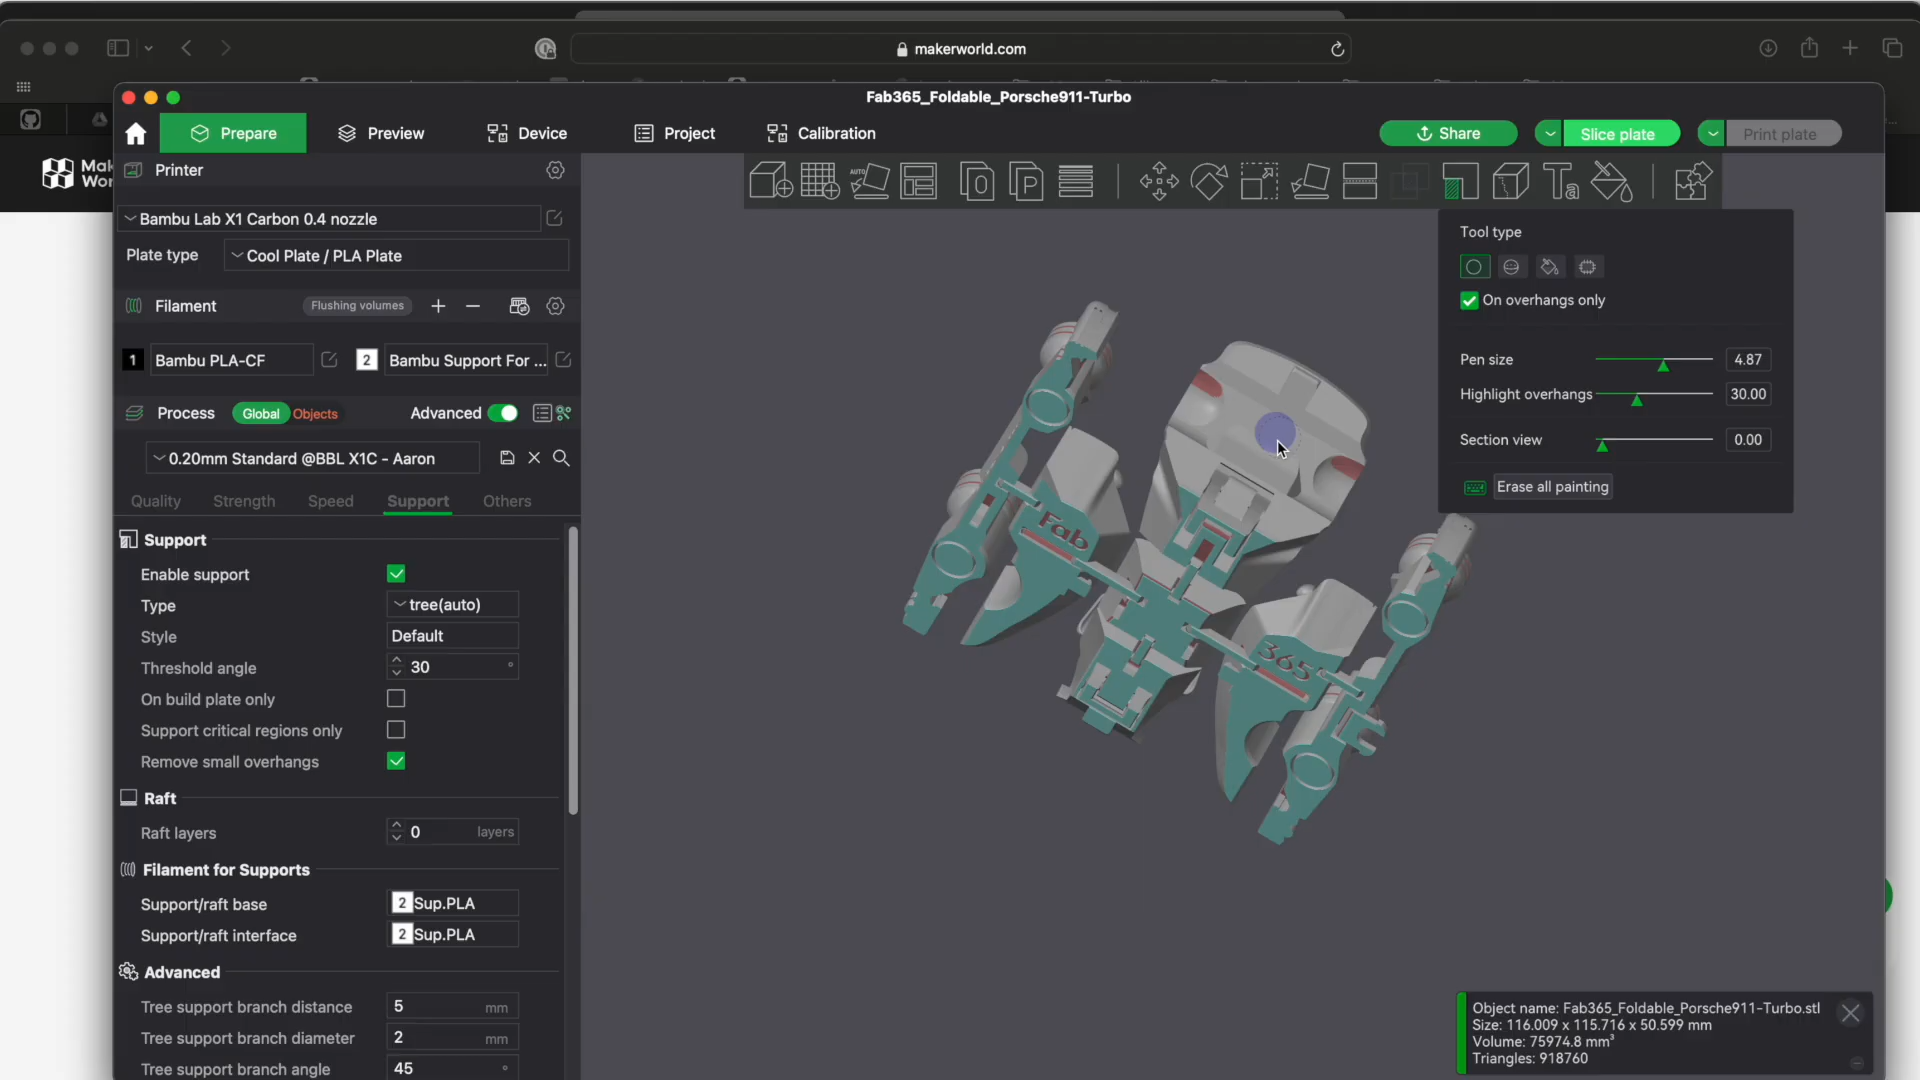 makerworld.com
Fab365_Foldable_Porsche911-Turbo
Prepare
Preview
Device
Project
Calibration
Share
Slice plate
Print plate
Mak
Wor
Printer
Bambu Lab X1 Carbon 0.4 nozzle
Plate type
Cool Plate / PLA Plate
Filament
Flushing volumes
1
Bambu PLA-CF
2
Bambu Support For ...
Process
Global
Objects
Advanced
0.20mm Standard @BBL X1C - Aaron
Quality
Strength
Speed
Support
Others
Support
Enable support
Type
tree(auto)
Style
Default
Threshold angle
30
°
On build plate only
Support critical regions only
Remove small overhangs
Raft
Raft layers
0
layers
Filament for Supports
Support/raft base
2 Sup.PLA
Support/raft interface
2 Sup.PLA
Advanced
Tree support branch distance
5
mm
Tree support branch diameter
2
mm
Tree support branch angle
45
°
AUTO
Tool type
On overhangs only
Pen size
4.87
Highlight overhangs
30.00
Section view
0.00
Erase all painting
Fab
365
Object name: Fab365_Foldable_Porsche911-Turbo.stl
Size: 116.009 x 115.716 x 50.599 mm
Volume: 75974.8 mm³
Triangles: 918760